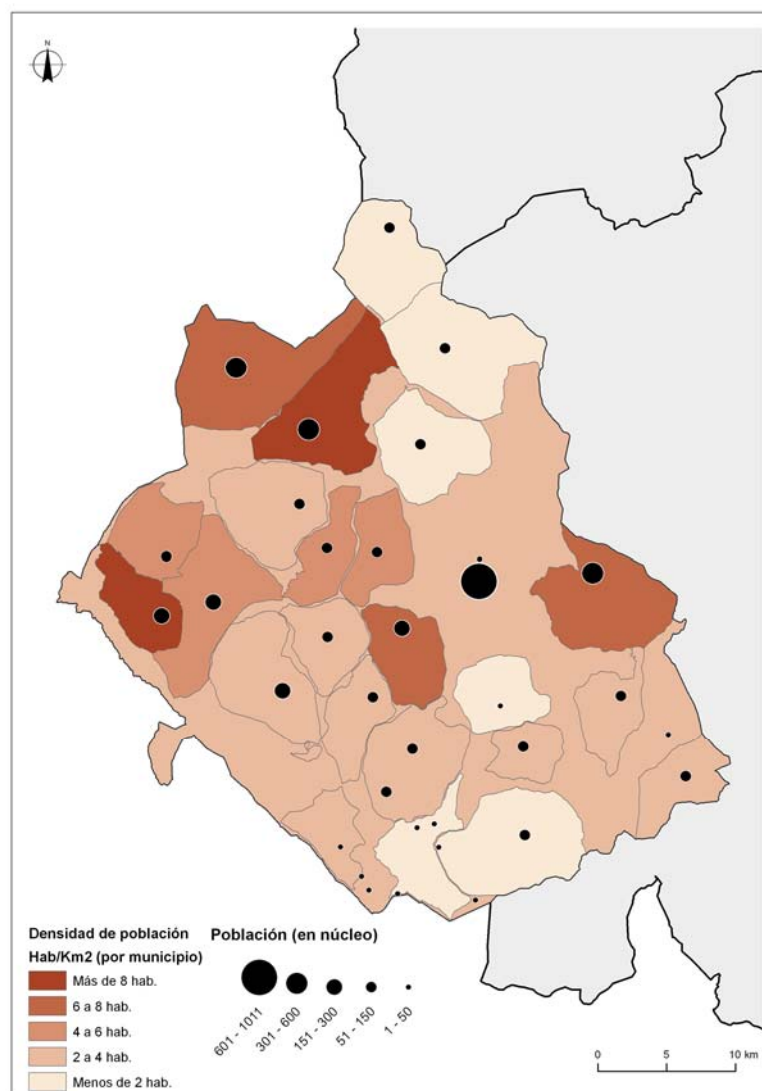 N
Densidad de población
Hab/Km2 (por municipio)
Más de 8 hab.
6 a 8 hab.
4 a 6 hab.
2 a 4 hab.
Menos de 2 hab.
Población (en núcleo)
601 - 1011
301 - 600
151 - 300
51 - 150
1 - 50
0 5 10 km